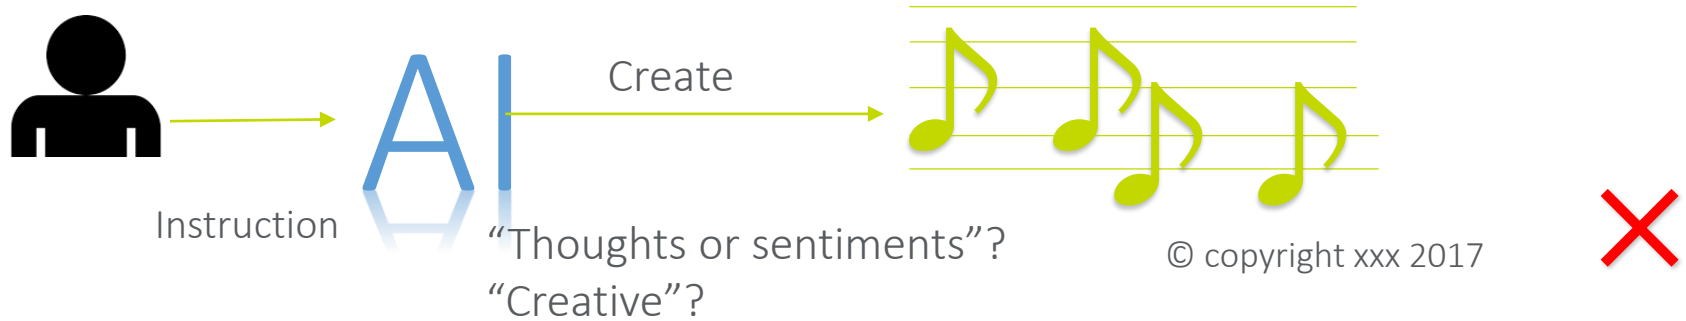 Create
AI
Instruction
“Thoughts or sentiments”?
“Creative”?
© copyright xxx 2017